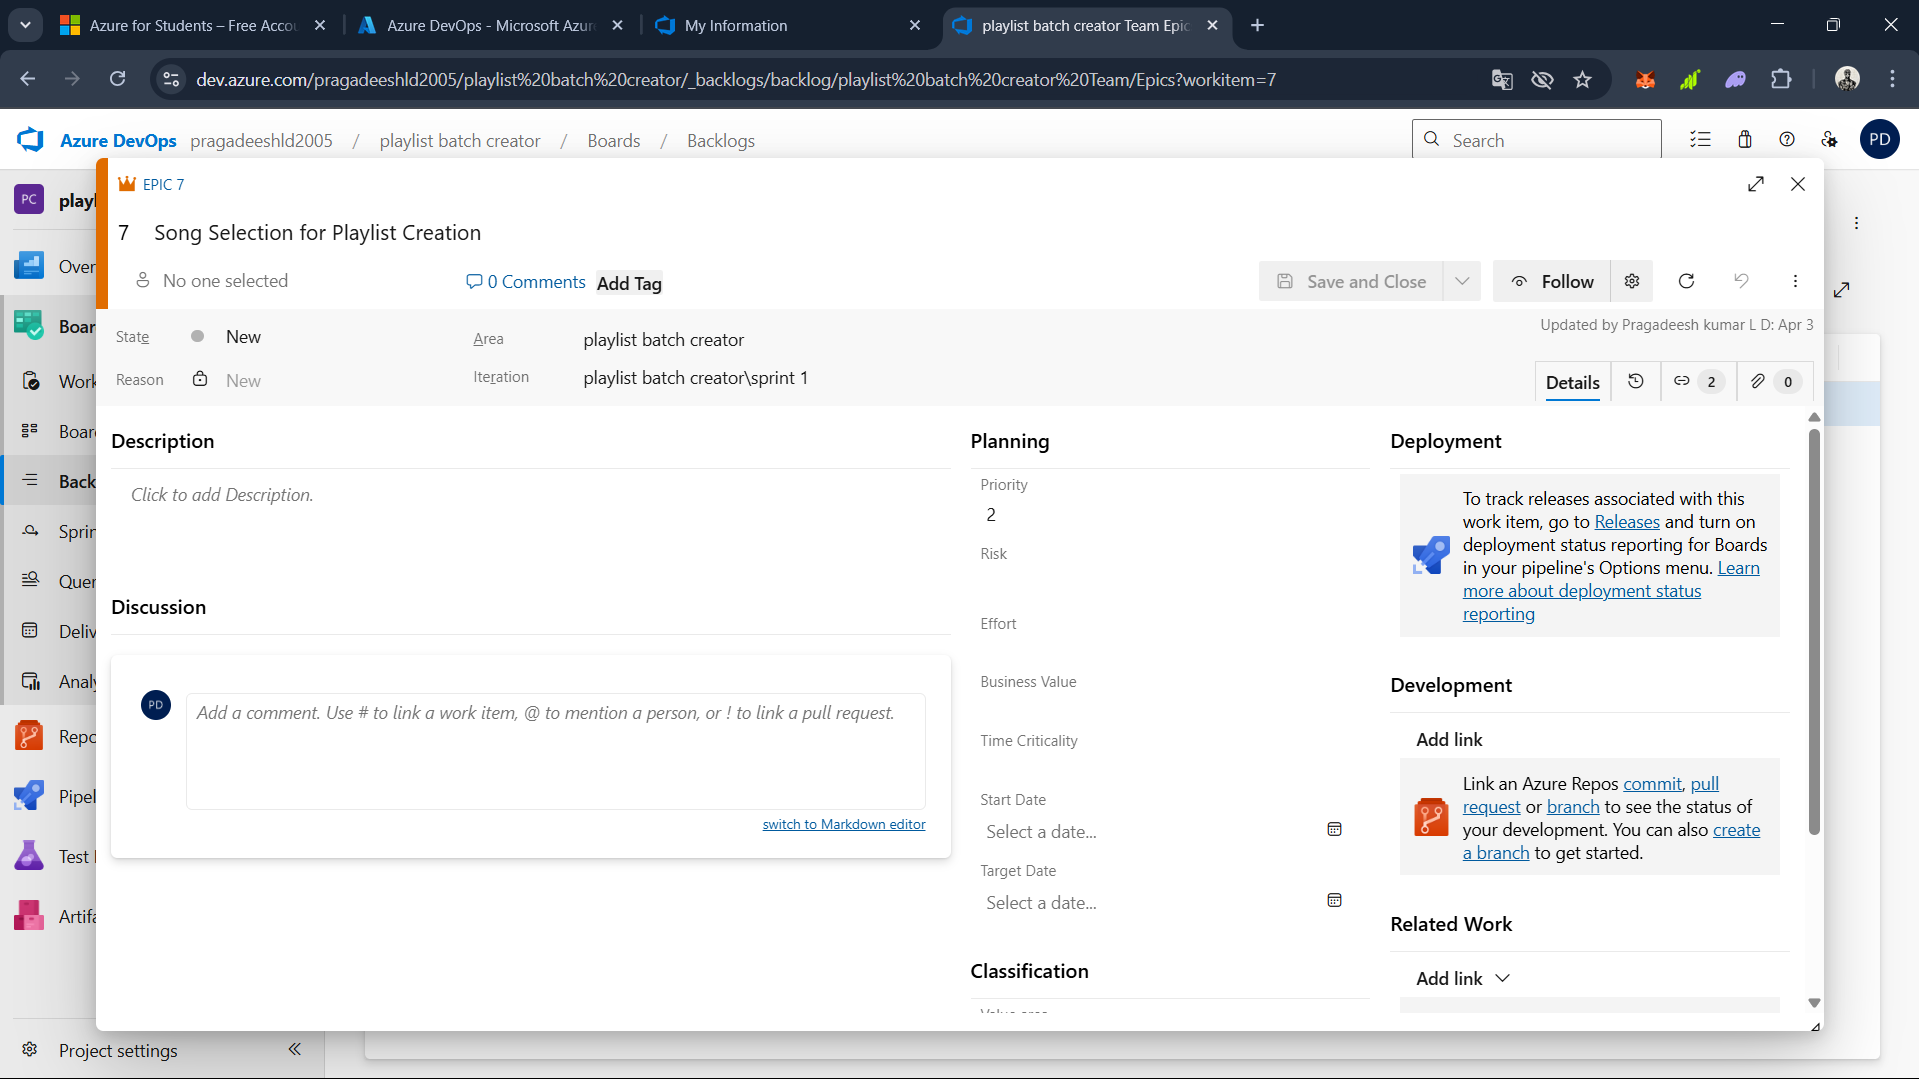 Azure for Students – Free Accou
Azure DevOps - Microsoft Azur
My Information
playlist batch creator Team Epic
dev.azure.com/pragadeeshld2005/playlist%20batch%20creator/_backlogs/backlog/playlist%20batch%20creator%20Team/Epics?workitem=7
Azure DevOps pragadeeshld2005 / playlist batch creator / Boards / Backlogs
Search
PD
PC
playl
EPIC 7
7 Song Selection for Playlist Creation
No one selected
0 Comments
Add Tag
Save and Close
Follow
Updated by Pragadeesh kumar L D: Apr 3
State New
Area playlist batch creator
Reason New
Iteration playlist batch creator\sprint 1
Details
2
0
Over
Boar
Work
Boar
Back
Sprin
Quer
Deliv
Analy
Repo
Pipel
Test
Artifa
Project settings
Description
Click to add Description.
Discussion
PD
Add a comment. Use # to link a work item, @ to mention a person, or ! to link a pull request.
switch to Markdown editor
Planning
Priority
2
Risk
Effort
Business Value
Time Criticality
Start Date
Select a date...
Target Date
Select a date...
Classification
Deployment
To track releases associated with this
work item, go to Releases and turn on
deployment status reporting for Boards
in your pipeline's Options menu. Learn
more about deployment status
reporting
Development
Add link
Link an Azure Repos commit, pull
request or branch to see the status of
your development. You can also create
a branch to get started.
Related Work
Add link